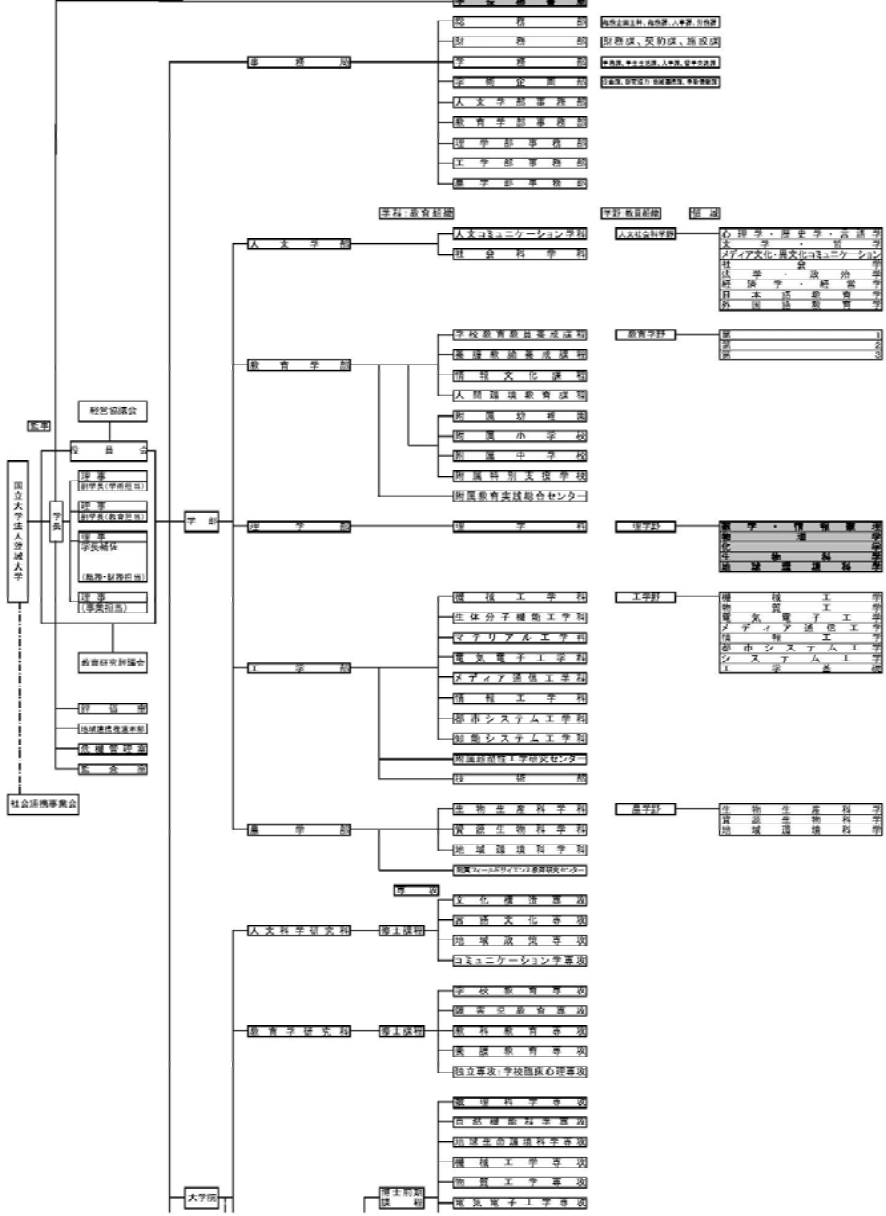 総務部
財務部
財務課、契約課、施設課
事務局
学務部
学術企画部
人文学部事務部
教育学部事務部
理学部事務部
工学部事務部
農学部事務部
学科:教育組織
学野:教員組織
領域
人文学部
人文コミュニケーション学科
社会科学科
人文社会科学野
心理学・歴史学・言語学
文学・哲学
メディア文化・異文化コミュニケーション
社会学
法学・政治学
経済学・経営学
日本語教育学
外国語教育学
教育学部
学校教育教員養成課程
養護教諭養成課程
情報文化課程
人間環境教育課程
附属幼稚園
附属小学校
附属中学校
附属特別支援学校
附属教育実践総合センター
教育学野
第1
第2
第3
経営協議会
監事
役員会
国立大学法人茨城大学
学長
理事
副学長(学術担当)
理事
副学長(教育担当)
理事
学長補佐
(総務・財務担当)
理事
(事業担当)
教育研究評議会
評価室
地域連携推進本部
危機管理室
監査室
社会連携事業会
学部
理学部
理学科
理学野
数学・情報数理
物理学
化学
生物科学
地球環境科学
工学部
機械工学科
生体分子機能工学科
マテリアル工学科
電気電子工学科
メディア通信工学科
情報工学科
都市システム工学科
知能システム工学科
附属超塑性工学研究センター
技術部
工学野
機械工学
物質工学
電気電子工学
メディア通信工学
情報工学
都市システム工学
システム工学
工学基礎
農学部
生物生産科学科
資源生物科学科
地域環境科学科
附属フィールドサイエンス教育研究センター
農学野
生物生産科学
資源生物科学
地域環境科学
専攻
人文科学研究科
修士課程
文化構造専攻
言語文化専攻
地域政策専攻
コミュニケーション学専攻
教育学研究科
修士課程
学校教育専攻
障害児教育専攻
教科教育専攻
養護教育専攻
独立専攻:学校臨床心理専攻
大学院
博士前期課程
数理科学専攻
自然機能科学専攻
地球生命環境科学専攻
機械工学専攻
物質工学専攻
電気電子工学専攻